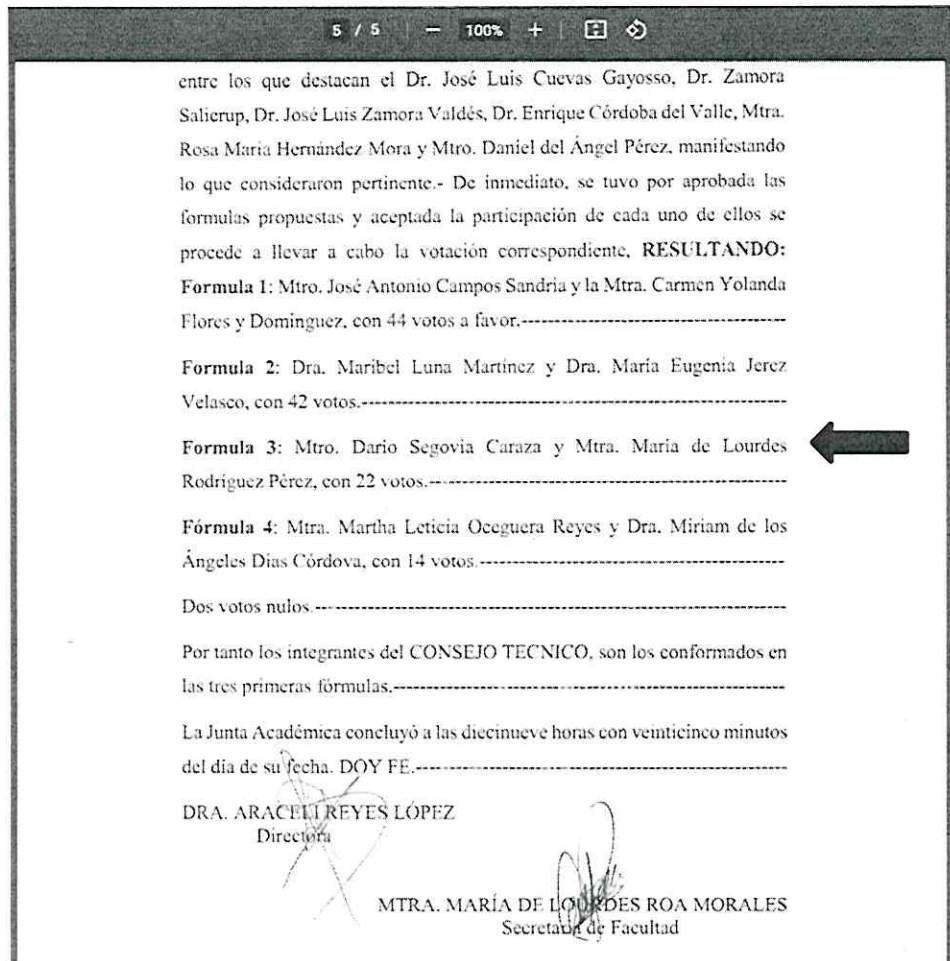 5 / 5 | — 100% +
entre los que destacan el Dr. José Luis Cuevas Gayosso, Dr. Zamora
Salierup, Dr. José Luis Zamora Valdés, Dr. Enrique Córdoba del Valle, Mtra.
Rosa María Hernández Mora y Mtro. Daniel del Ángel Pérez, manifestando
lo que consideraron pertinente.- De inmediato, se tuvo por aprobada las
formulas propuestas y aceptada la participación de cada uno de ellos se
procede a llevar a cabo la votación correspondiente, RESULTANDO:
Formula 1: Mtro. José Antonio Campos Sandria y la Mtra. Carmen Yolanda
Flores y Domínguez, con 44 votos a favor.------------------------------------
Formula 2: Dra. Maribel Luna Martínez y Dra. María Eugenia Jerez
Velasco, con 42 votos.----------------------------------------------------------
Formula 3: Mtro. Dario Segovia Caraza y Mtra. Maria de Lourdes
Rodríguez Pérez, con 22 votos.-------------------------------------------------
Fórmula 4: Mtra. Martha Leticia Oceguera Reyes y Dra. Miriam de los
Ángeles Días Córdova, con 14 votos.------------------------------------------
Dos votos nulos.-----------------------------------------------------------------
Por tanto los integrantes del CONSEJO TECNICO, son los conformados en
las tres primeras fórmulas.------------------------------------------------------
La Junta Académica concluyó a las diecinueve horas con veinticinco minutos
del día de su fecha. DOY FE.---------------------------------------------------
DRA. ARACELI REYES LÓPEZ
Directora
MTRA. MARÍA DE LOURDES ROA MORALES
Secretaria de Facultad